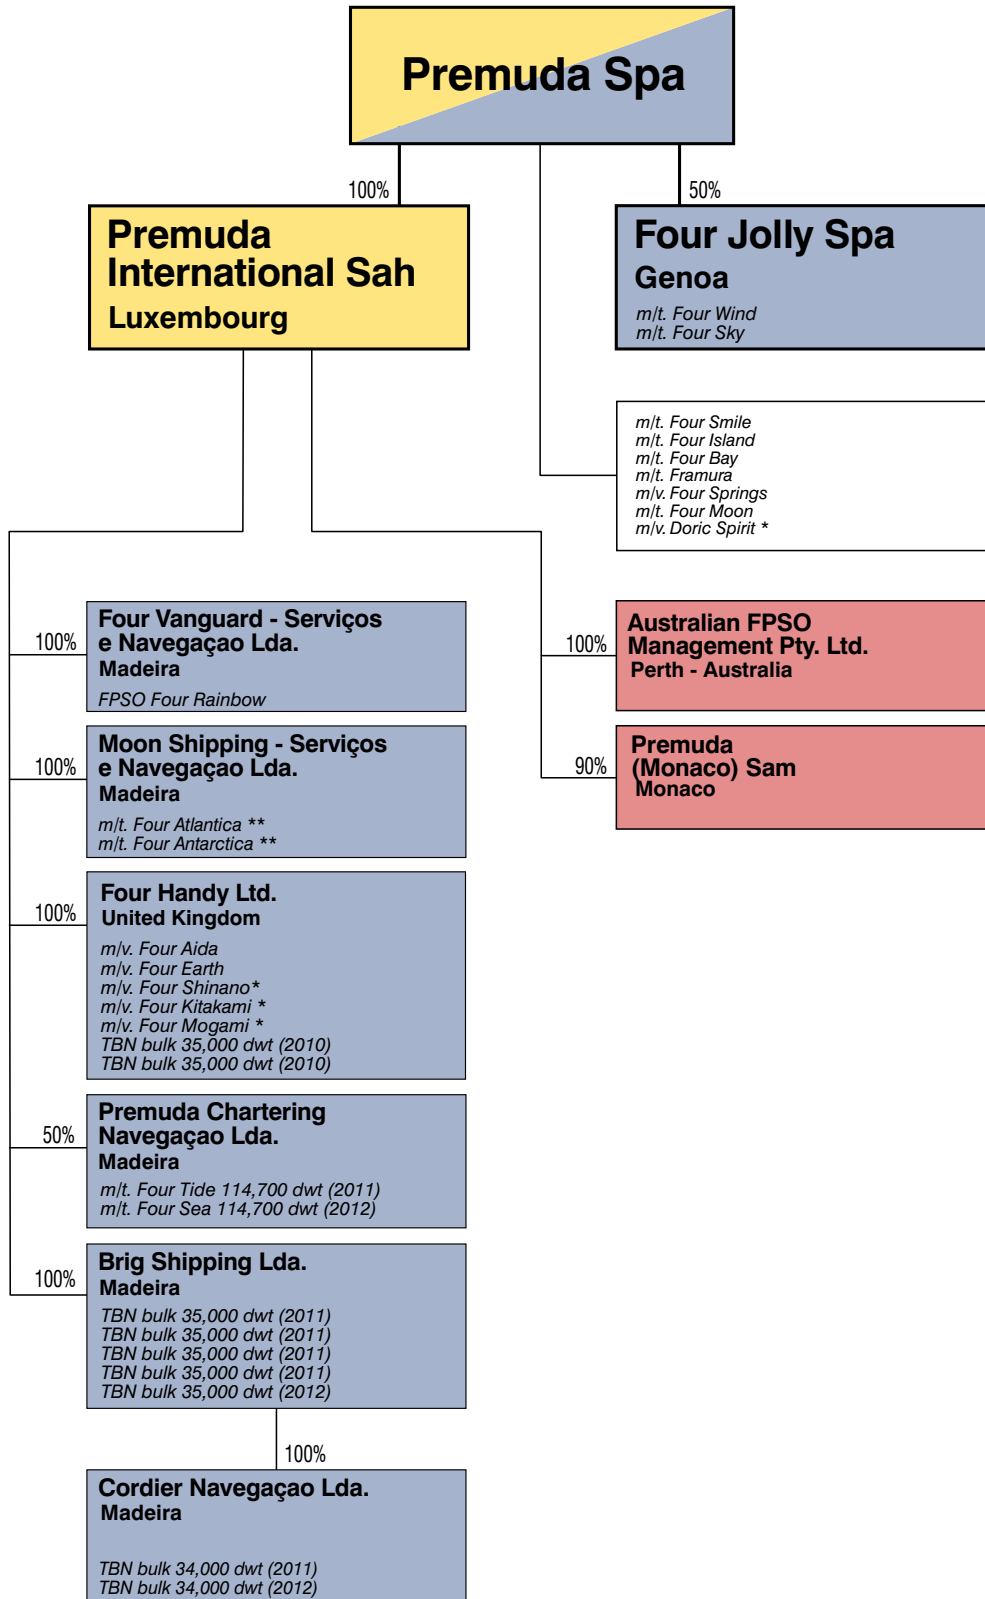 Premuda Spa
100%
50%
Premuda
International Sah
Luxembourg
Four Jolly Spa
Genoa
m/t. Four Wind
m/t. Four Sky
m/t. Four Smile
m/t. Four Island
m/t. Four Bay
m/t. Framura
m/v. Four Springs
m/t. Four Moon
m/v. Doric Spirit *
100%
Four Vanguard - Serviços
e Navegaçao Lda.
Madeira
FPSO Four Rainbow
100%
Australian FPSO
Management Pty. Ltd.
Perth - Australia
100%
Moon Shipping - Serviços
e Navegaçao Lda.
Madeira
m/t. Four Atlantica **
m/t. Four Antarctica **
90%
Premuda
(Monaco) Sam
Monaco
100%
Four Handy Ltd.
United Kingdom
m/v. Four Aida
m/v. Four Earth
m/v. Four Shinano*
m/v. Four Kitakami *
m/v. Four Mogami *
TBN bulk 35,000 dwt (2010)
TBN bulk 35,000 dwt (2010)
50%
Premuda Chartering
Navegaçao Lda.
Madeira
m/t. Four Tide 114,700 dwt (2011)
m/t. Four Sea 114,700 dwt (2012)
100%
Brig Shipping Lda.
Madeira
TBN bulk 35,000 dwt (2011)
TBN bulk 35,000 dwt (2011)
TBN bulk 35,000 dwt (2011)
TBN bulk 35,000 dwt (2011)
TBN bulk 35,000 dwt (2012)
100%
Cordier Navegaçao Lda.
Madeira
TBN bulk 34,000 dwt (2011)
TBN bulk 34,000 dwt (2012)